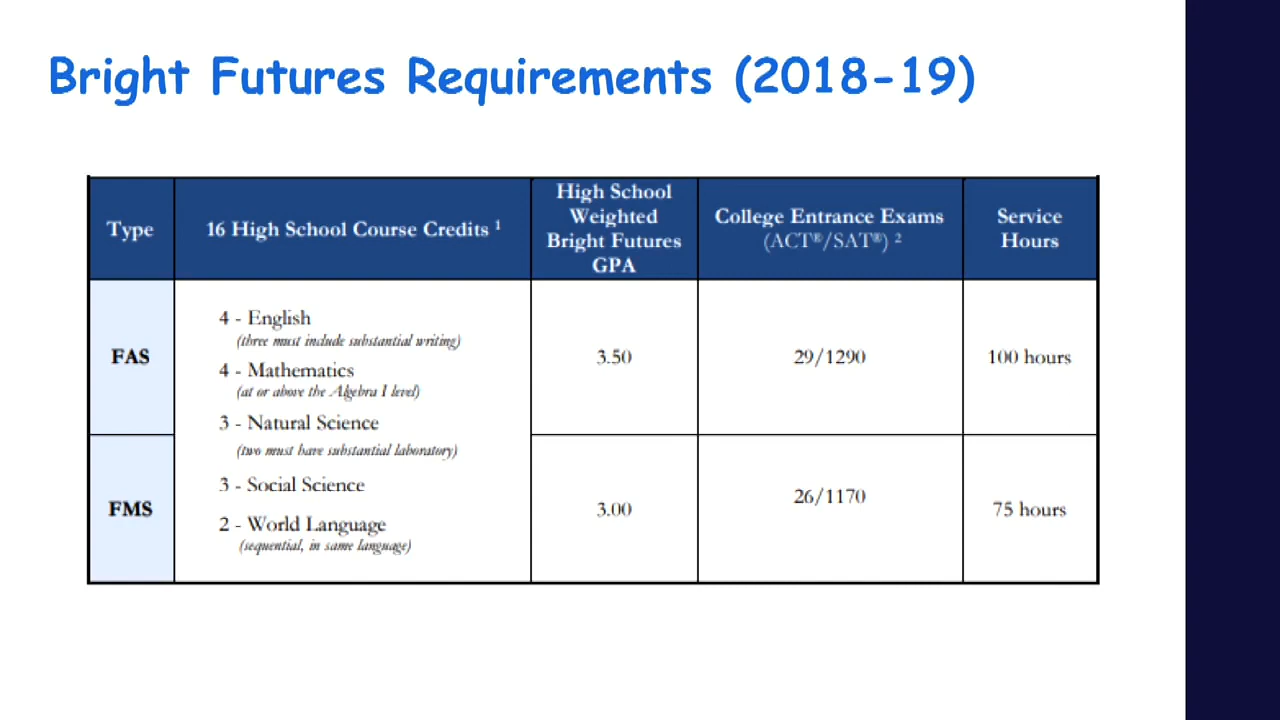 Bright Futures Requirements (2018-19)
Type
16 High School Course Credits ¹
High School
Weighted
Bright Futures
GPA
College Entrance Exams
(ACT®/SAT®) ²
Service
Hours
FAS
4 - English
(three must include substantial writing)
4 - Mathematics
(at or above the Algebra I level)
3 - Natural Science
(two must have substantial laboratory)
3 - Social Science
2 - World Language
(sequential, in same language)
3.50
29/1290
100 hours
FMS
3.00
26/1170
75 hours